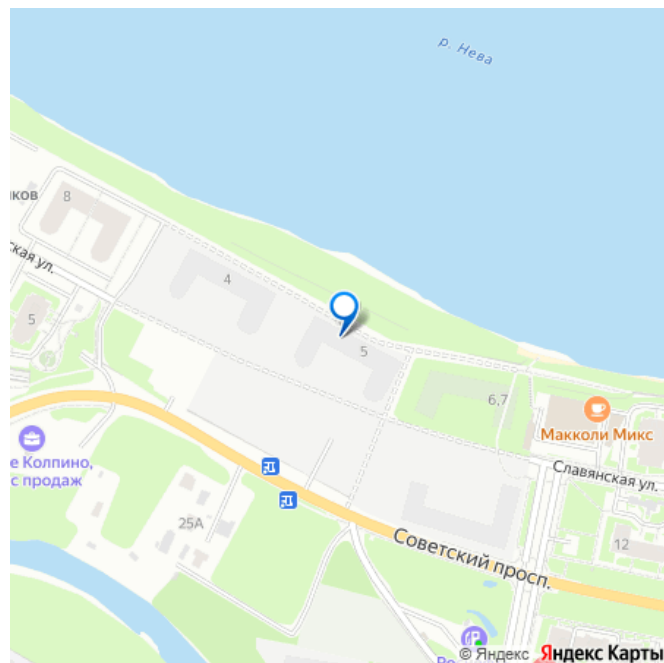 р. Нева
ков
8
ская ул.
4
5
5
6,7
Макколи Микс
Славянская ул.
е Колпино,
с продаж
25А
Советский просп.
12
Ро
© Яндекс Яндекс Карты